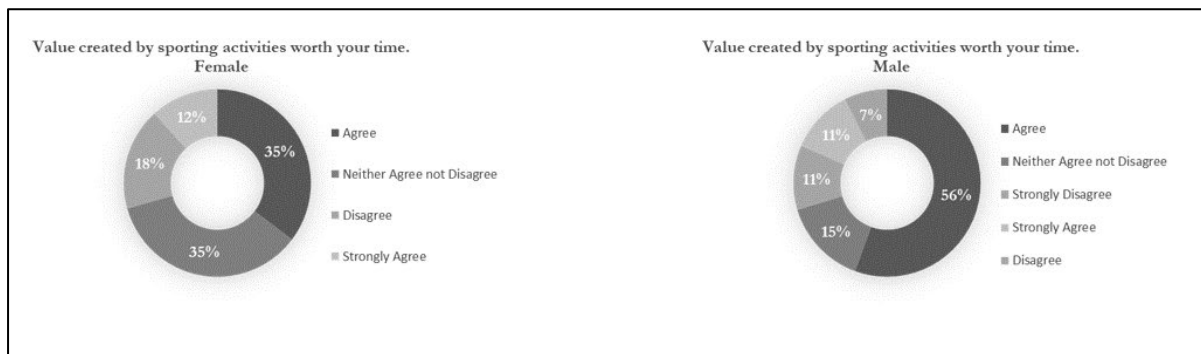 Value created by sporting activities worth your time.
Female
12%
35%
18%
35%
Agree
Neither Agree not Disagree
Disagree
Strongly Agree
Value created by sporting activities worth your time.
Male
7%
11%
11%
56%
15%
Agree
Neither Agree not Disagree
Strongly Disagree
Strongly Agree
Disagree